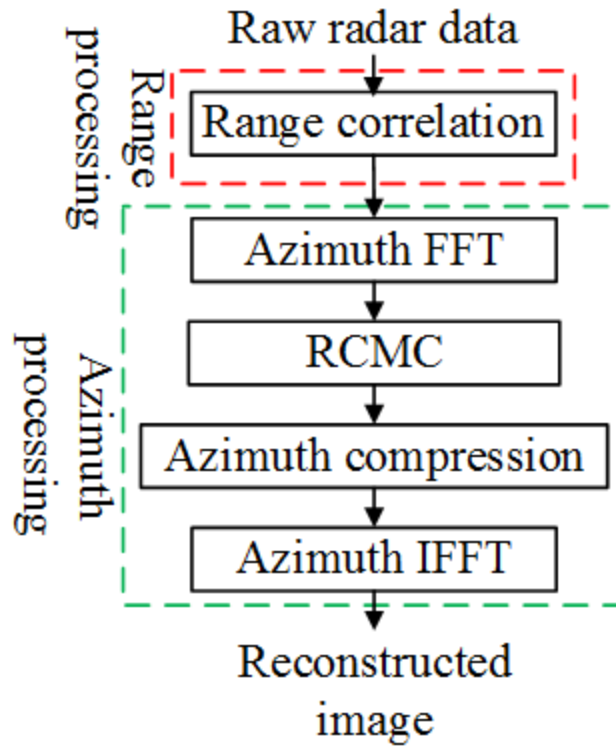 Raw radar data
Range
processing
Range correlation
Azimuth FFT
RCMC
Azimuth compression
Azimuth IFFT
Azimuth
processing
Reconstructed
image